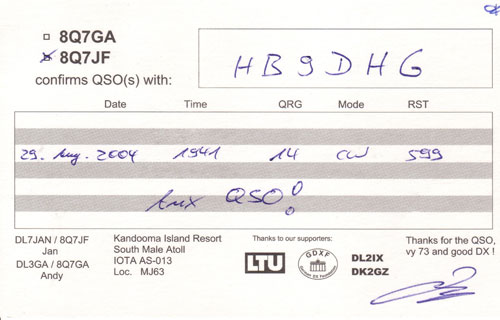 8Q7GA
8Q7JF
confirms QSO(s) with: HB9DHG
Date Time QRG Mode RST
29. Aug. 2004 1941 14 CW 599
tnx QSO!
DL7JAN / 8Q7JF
Jan
DL3GA / 8Q7GA
Andy
Kandooma Island Resort
South Male Atoll
IOTA AS-013
Loc. MJ63
Thanks to our supporters:
LTU
GDXF
DL2IX
DK2GZ
Thanks for the QSO,
vy 73 and good DX !